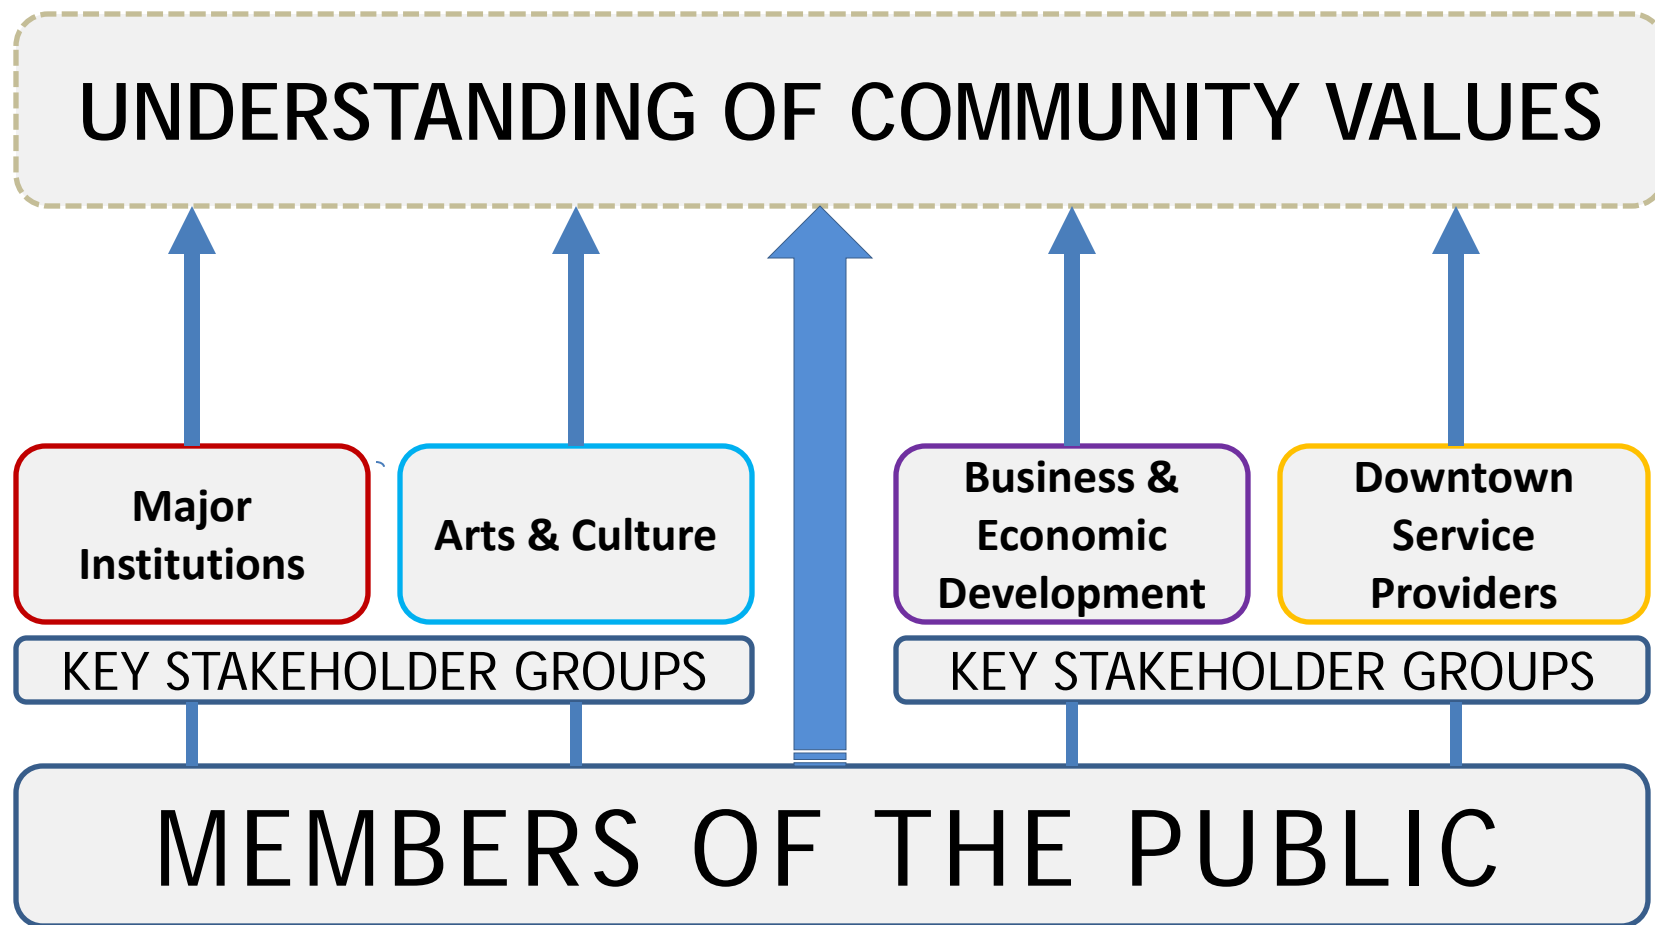 UNDERSTANDING OF COMMUNITY VALUES
Major
Institutions
Arts & Culture
Business &
Economic
Development
Downtown
Service
Providers
KEY STAKEHOLDER GROUPS
KEY STAKEHOLDER GROUPS
MEMBERS OF THE PUBLIC